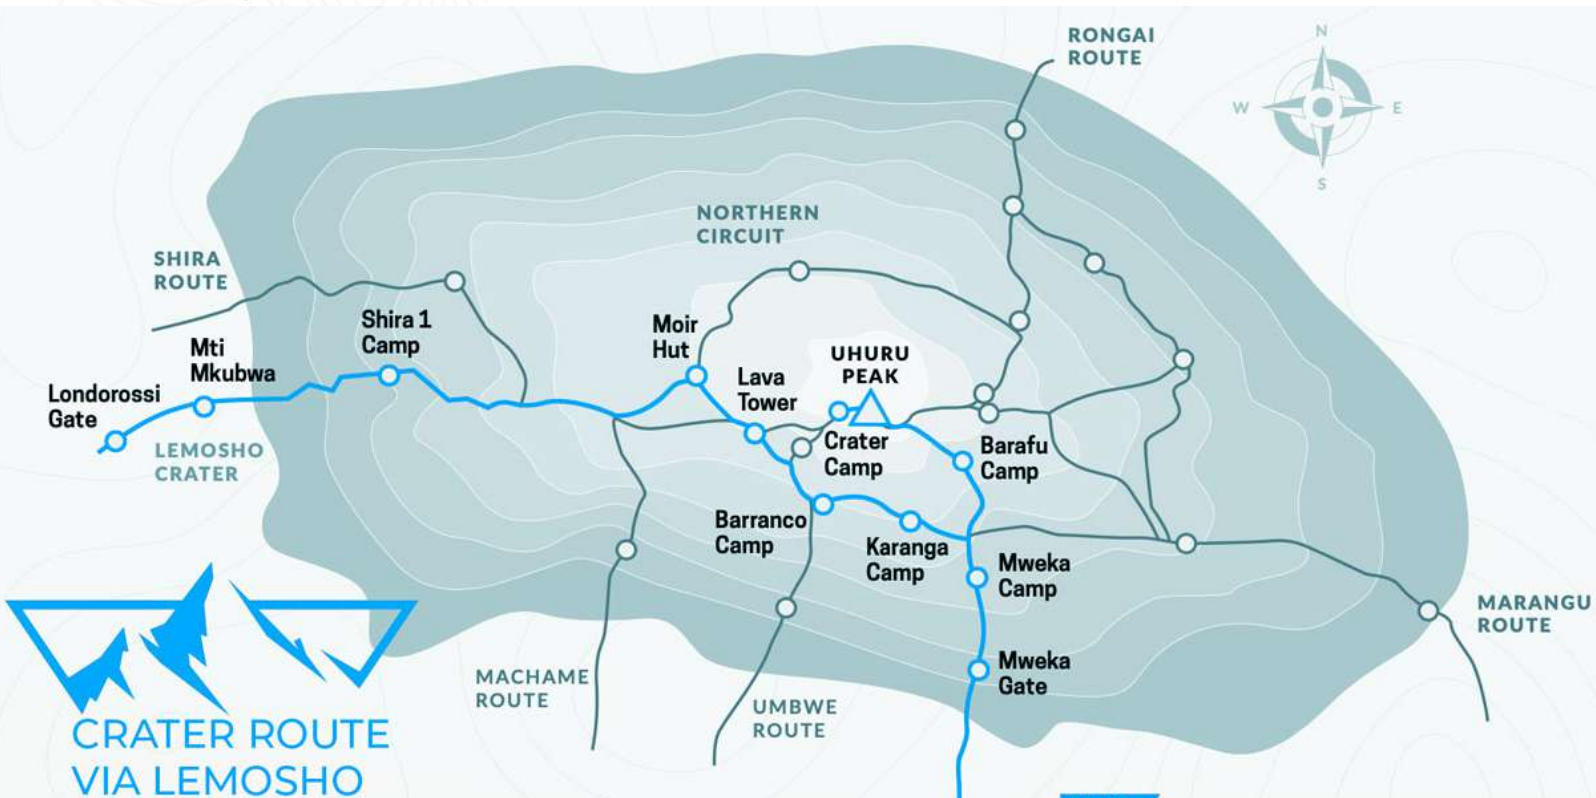 RONGAI
ROUTE
N
W
E
S
NORTHERN
CIRCUIT
SHIRA
ROUTE
Shira 1
Camp
Moir
Hut
Mti
Mkubwa
UHURU
PEAK
Lava
Tower
Londorossi
Gate
LEMOSHO
CRATER
Crater
Camp
Barafu
Camp
Barranco
Camp
Karanga
Camp
Mweka
Camp
MARANGU
ROUTE
Mweka
Gate
MACHAME
ROUTE
UMBWE
ROUTE
CRATER ROUTE
VIA LEMOSHO